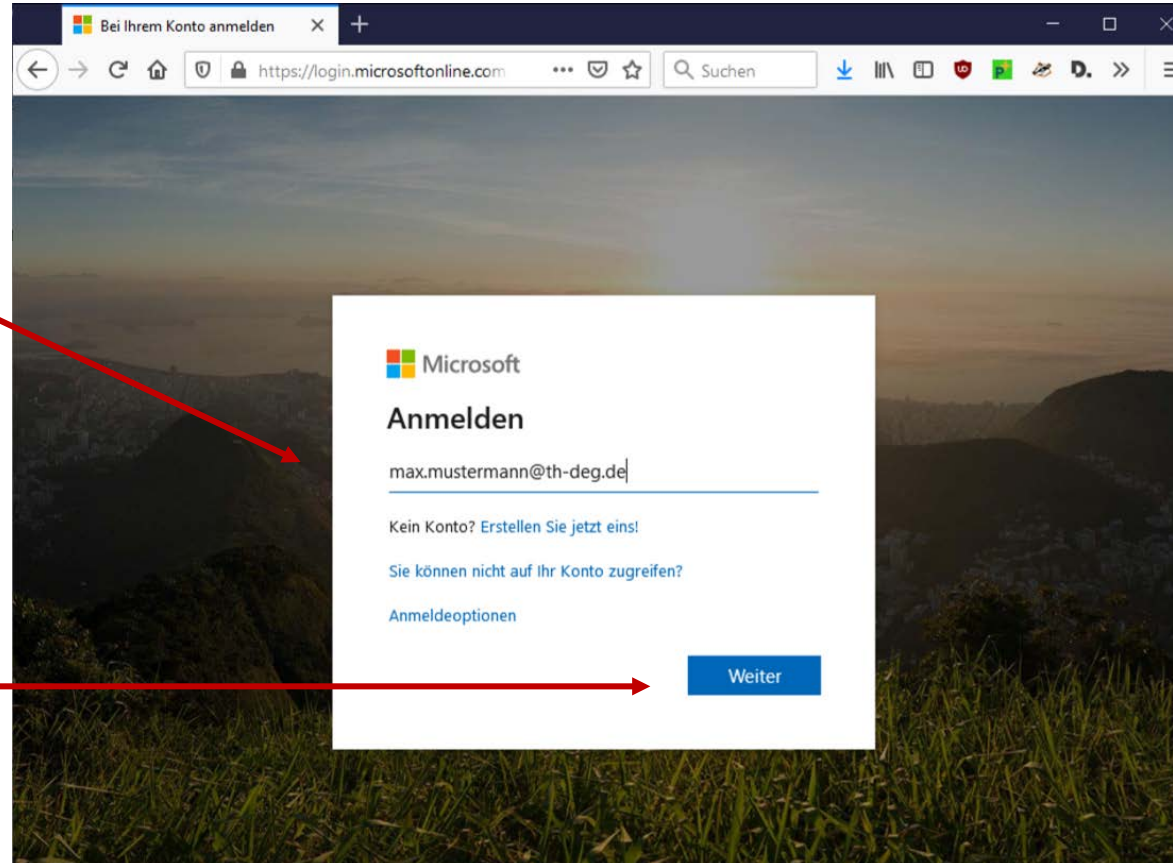 Bei Ihrem Konto anmelden
https://login.microsoftonline.com
Suchen
Microsoft
Anmelden
max.mustermann@th-deg.de
Kein Konto? Erstellen Sie jetzt eins!
Sie können nicht auf Ihr Konto zugreifen?
Anmeldeoptionen
Weiter